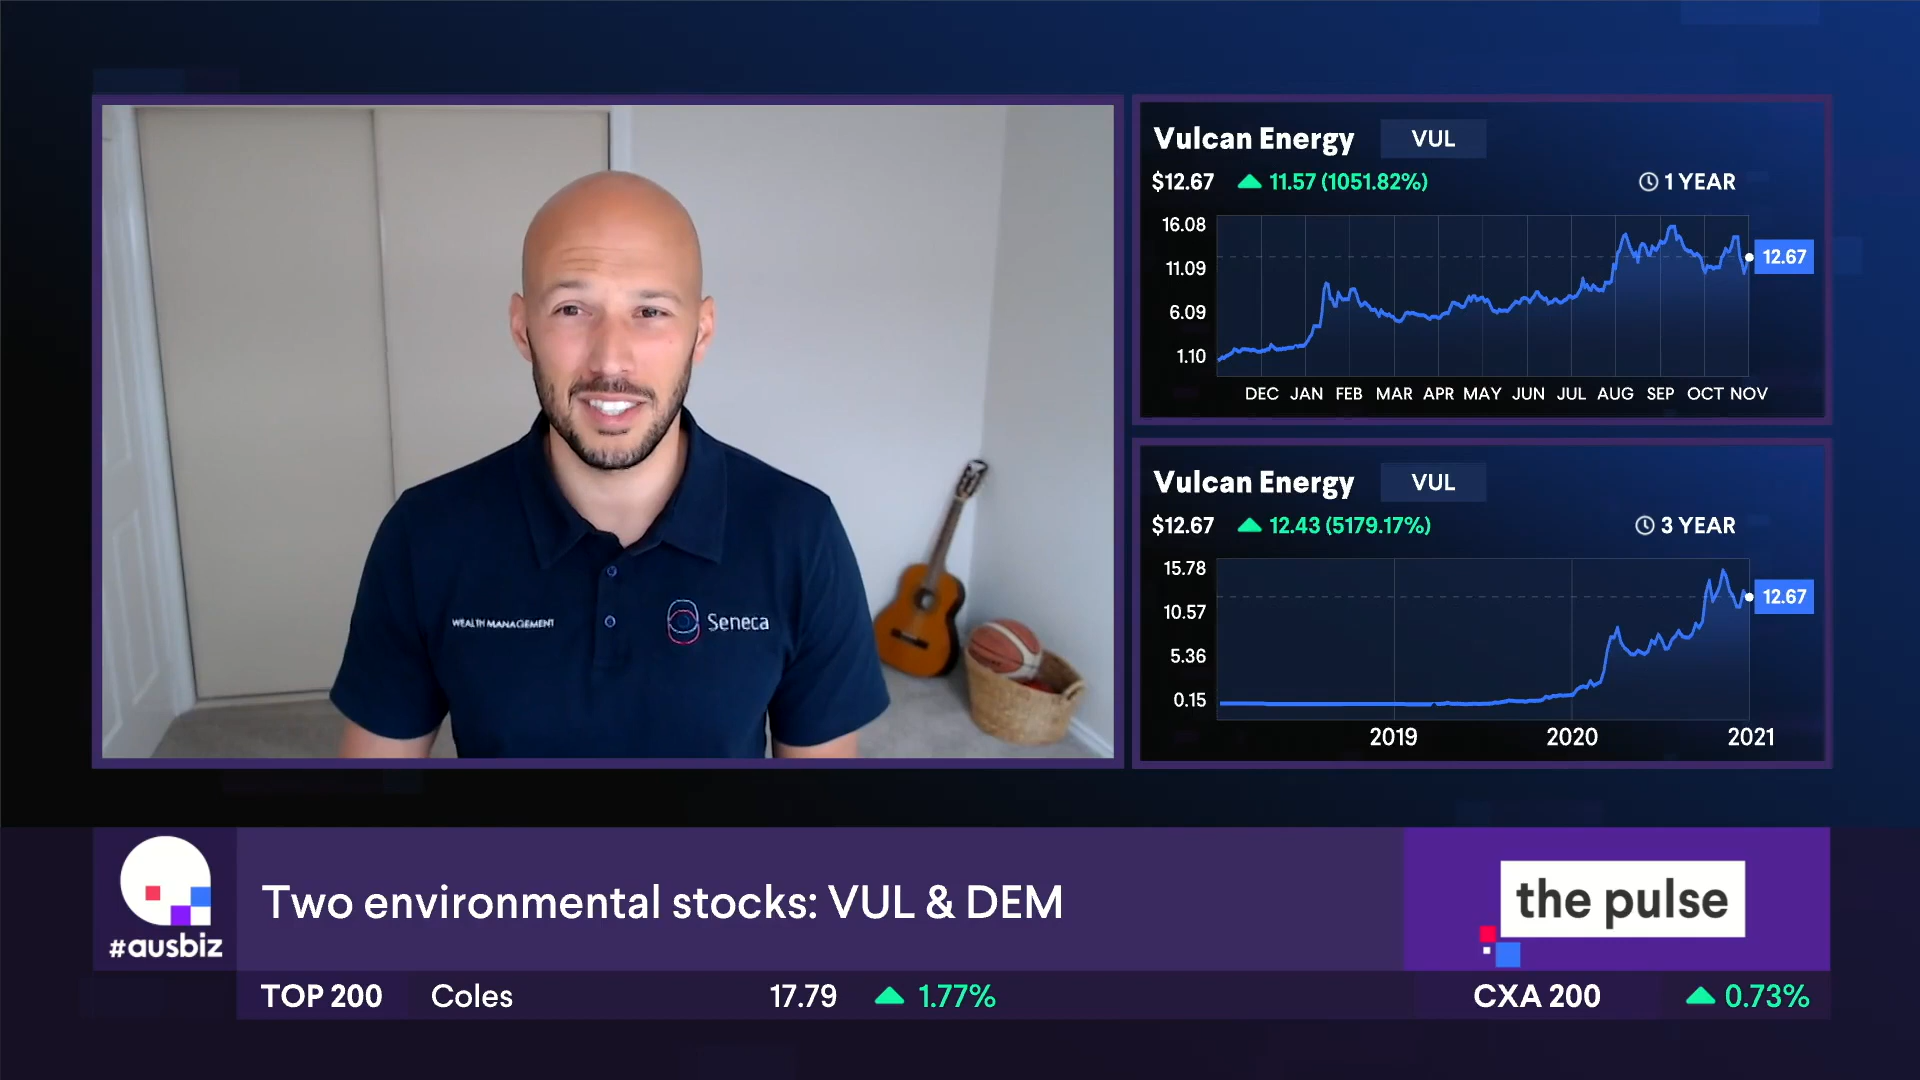 WEALTH MANAGEMENT
Seneca
Vulcan Energy VUL
$12.67 11.57 (1051.82%) 1 YEAR
16.08
11.09
6.09
1.10
12.67
DEC JAN FEB MAR APR MAY JUN JUL AUG SEP OCT NOV
Vulcan Energy VUL
$12.67 12.43 (5179.17%) 3 YEAR
15.78
10.57
5.36
0.15
12.67
2019 2020 2021
#ausbiz
Two environmental stocks: VUL & DEM
the pulse
TOP 200 Coles 17.79 1.77% CXA 200 0.73%